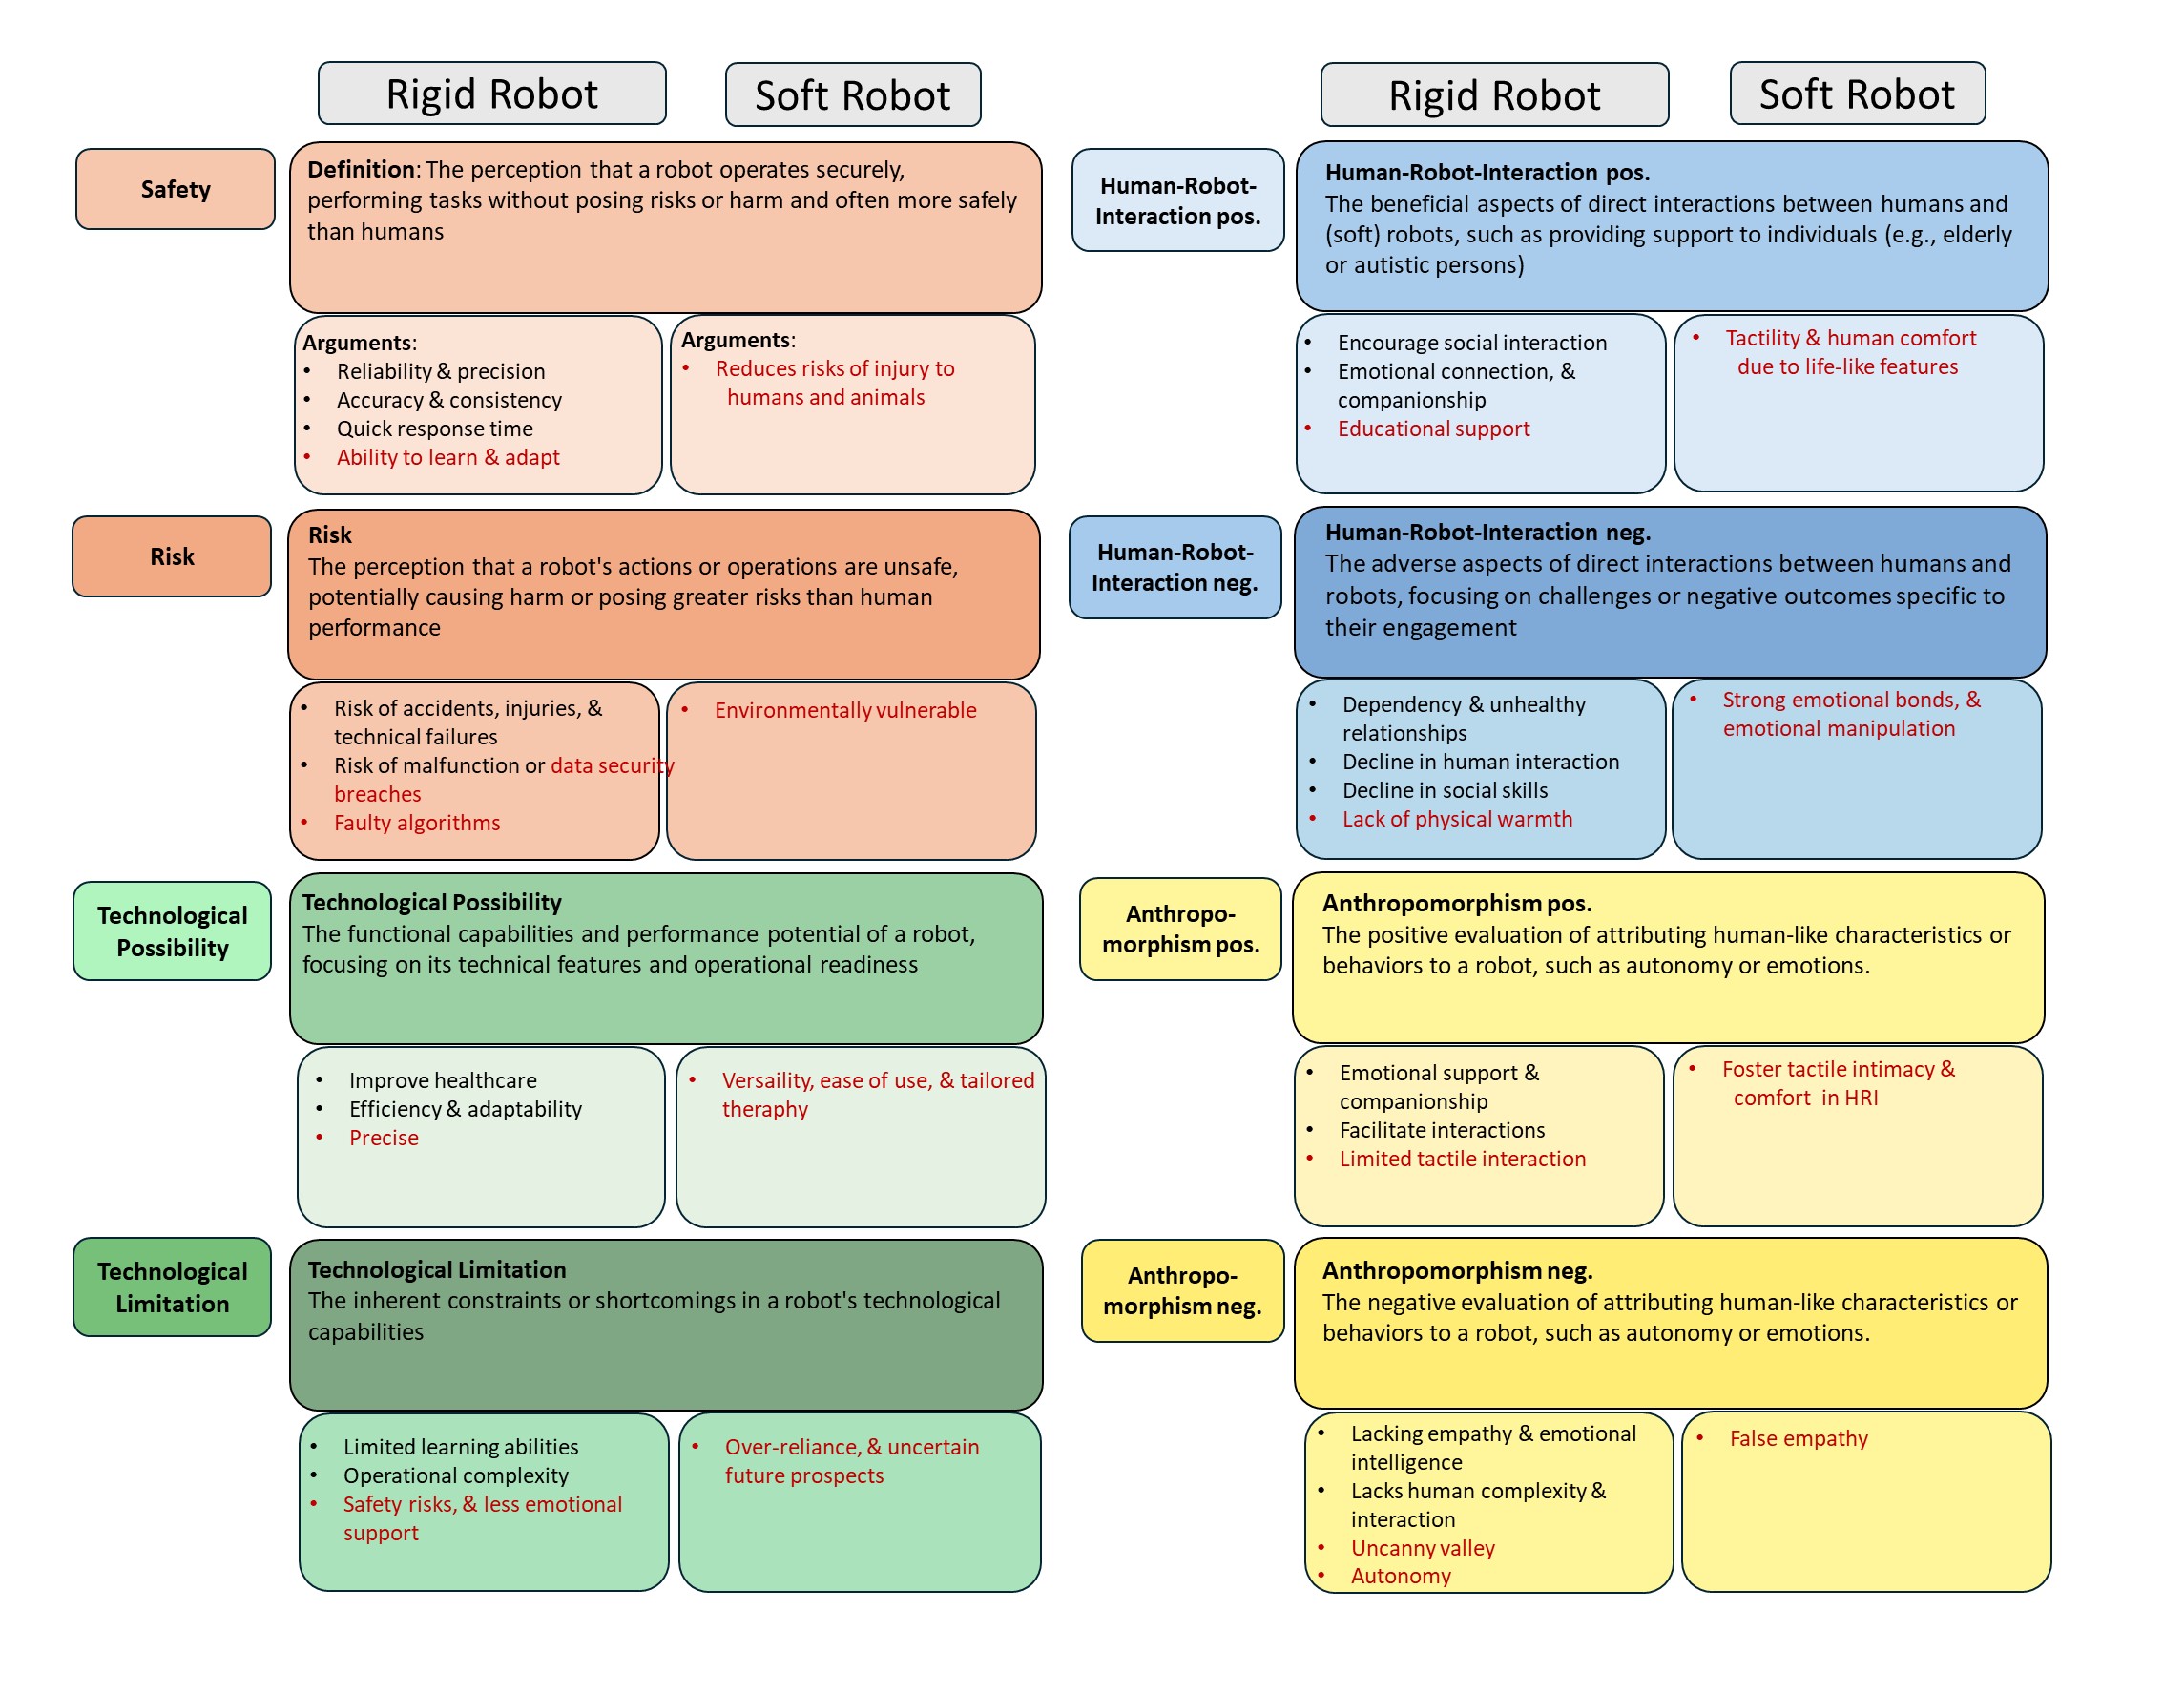 Rigid Robot
Soft Robot
Safety
Definition: The perception that a robot operates securely,
performing tasks without posing risks or harm and often more safely
than humans
Arguments:
• Reliability & precision
• Accuracy & consistency
• Quick response time
• Ability to learn & adapt
Arguments:
• Reduces risks of injury to
humans and animals
Risk
Risk
The perception that a robot's actions or operations are unsafe,
potentially causing harm or posing greater risks than human
performance
• Risk of accidents, injuries, &
technical failures
• Risk of malfunction or data security
breaches
• Faulty algorithms
• Environmentally vulnerable
Technological
Possibility
Technological Possibility
The functional capabilities and performance potential of a robot,
focusing on its technical features and operational readiness
• Improve healthcare
• Efficiency & adaptability
• Precise
• Versaility, ease of use, & tailored
theraphy
Technological
Limitation
Technological Limitation
The inherent constraints or shortcomings in a robot's technological
capabilities
• Limited learning abilities
• Operational complexity
• Safety risks, & less emotional
support
• Over-reliance, & uncertain
future prospects
Rigid Robot
Soft Robot
Human-Robot-
Interaction pos.
Human-Robot-Interaction pos.
The beneficial aspects of direct interactions between humans and
(soft) robots, such as providing support to individuals (e.g., elderly
or autistic persons)
• Encourage social interaction
• Emotional connection, &
companionship
• Educational support
• Tactility & human comfort
due to life-like features
Human-Robot-
Interaction neg.
Human-Robot-Interaction neg.
The adverse aspects of direct interactions between humans and
robots, focusing on challenges or negative outcomes specific to
their engagement
• Dependency & unhealthy
relationships
• Decline in human interaction
• Decline in social skills
• Lack of physical warmth
• Strong emotional bonds, &
emotional manipulation
Anthropo-
morphism pos.
Anthropomorphism pos.
The positive evaluation of attributing human-like characteristics or
behaviors to a robot, such as autonomy or emotions.
• Emotional support &
companionship
• Facilitate interactions
• Limited tactile interaction
• Foster tactile intimacy &
comfort in HRI
Anthropo-
morphism neg.
Anthropomorphism neg.
The negative evaluation of attributing human-like characteristics or
behaviors to a robot, such as autonomy or emotions.
• Lacking empathy & emotional
intelligence
• Lacks human complexity &
interaction
• Uncanny valley
• Autonomy
• False empathy